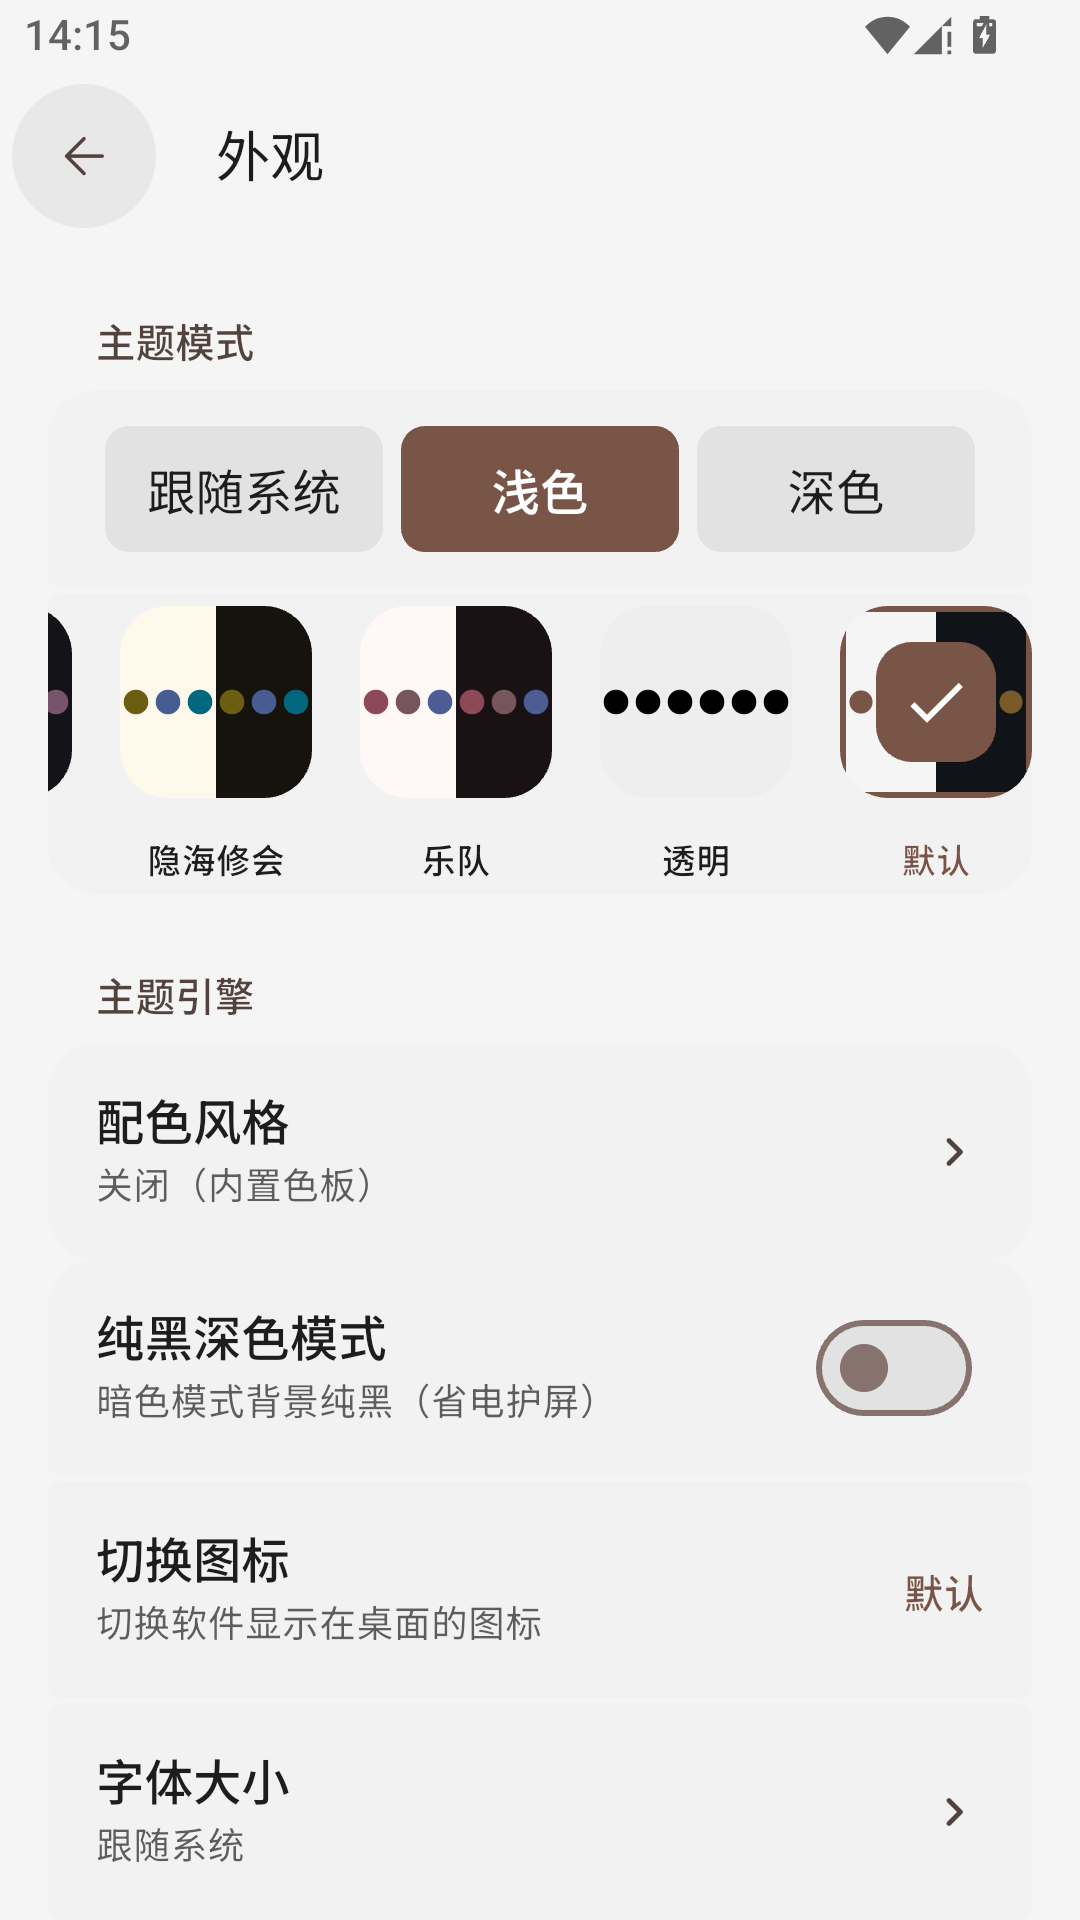 14:15
外观
主题模式
跟随系统
浅色
深色
隐海修会
乐队
透明
默认
主题引擎
配色风格
关闭（内置色板）
纯黑深色模式
暗色模式背景纯黑（省电护屏）
切换图标
切换软件显示在桌面的图标
默认
字体大小
跟随系统